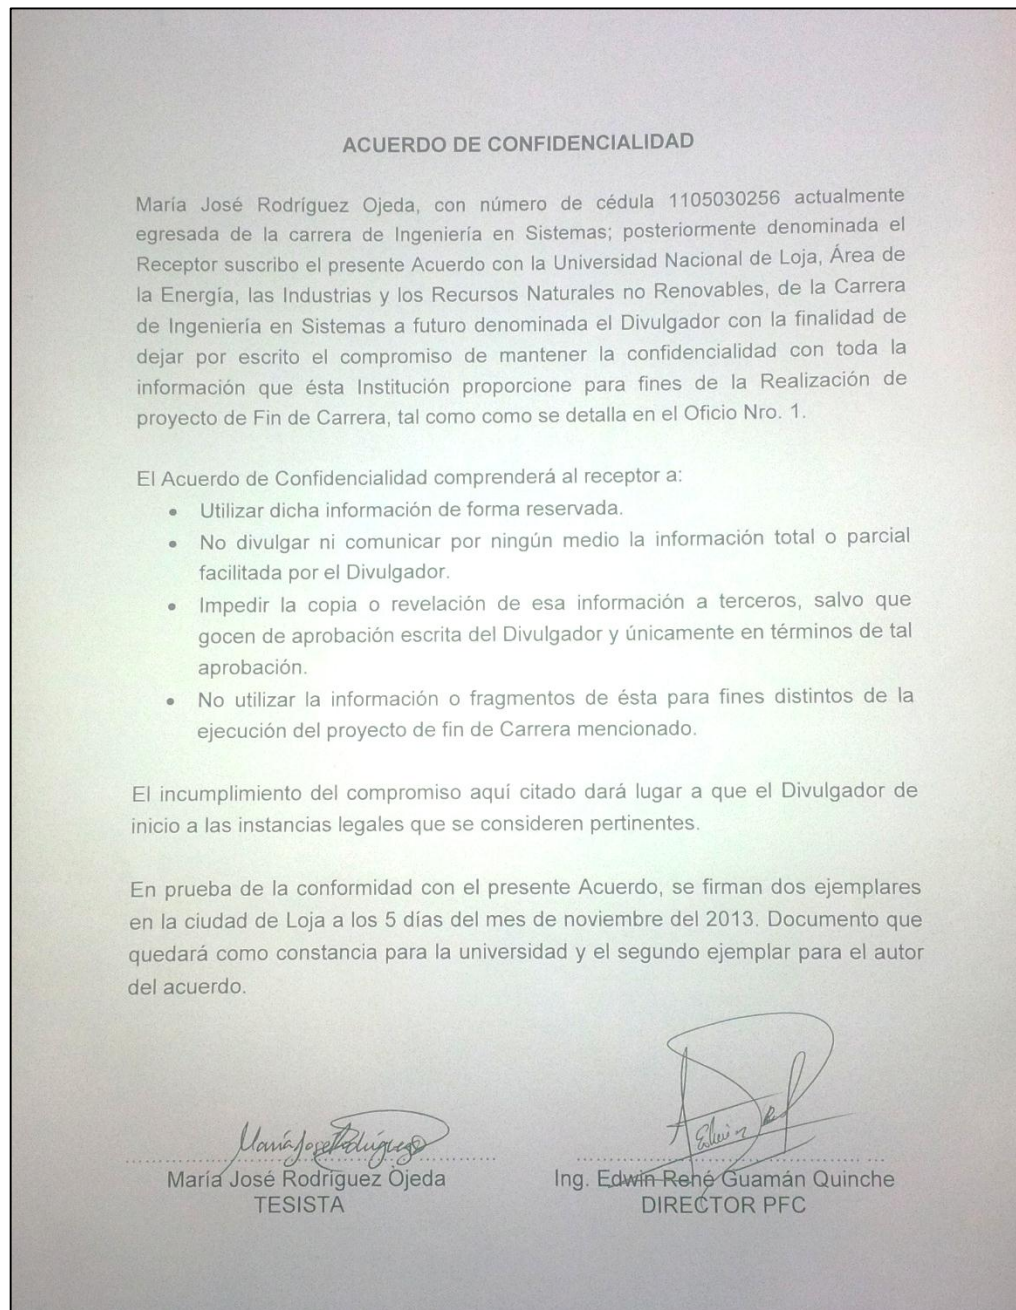 ACUERDO DE CONFIDENCIALIDAD
María José Rodríguez Ojeda, con número de cédula 1105030256 actualmente
egresada de la carrera de Ingeniería en Sistemas; posteriormente denominada el
Receptor suscribo el presente Acuerdo con la Universidad Nacional de Loja, Área de
la Energía, las Industrias y los Recursos Naturales no Renovables, de la Carrera
de Ingeniería en Sistemas a futuro denominada el Divulgador con la finalidad de
dejar por escrito el compromiso de mantener la confidencialidad con toda la
información que ésta Institución proporcione para fines de la Realización de
proyecto de Fin de Carrera, tal como como se detalla en el Oficio Nro. 1.
El Acuerdo de Confidencialidad comprenderá al receptor a:
• Utilizar dicha información de forma reservada.
• No divulgar ni comunicar por ningún medio la información total o parcial
facilitada por el Divulgador.
• Impedir la copia o revelación de esa información a terceros, salvo que
gocen de aprobación escrita del Divulgador y únicamente en términos de tal
aprobación.
• No utilizar la información o fragmentos de ésta para fines distintos de la
ejecución del proyecto de fin de Carrera mencionado.
El incumplimiento del compromiso aquí citado dará lugar a que el Divulgador de
inicio a las instancias legales que se consideren pertinentes.
En prueba de la conformidad con el presente Acuerdo, se firman dos ejemplares
en la ciudad de Loja a los 5 días del mes de noviembre del 2013. Documento que
quedará como constancia para la universidad y el segundo ejemplar para el autor
del acuerdo.
María José Rodríguez Edwin
María José Rodríguez Ojeda Ing. Edwin René Guamán Quinche
TESISTA DIRECTOR PFC